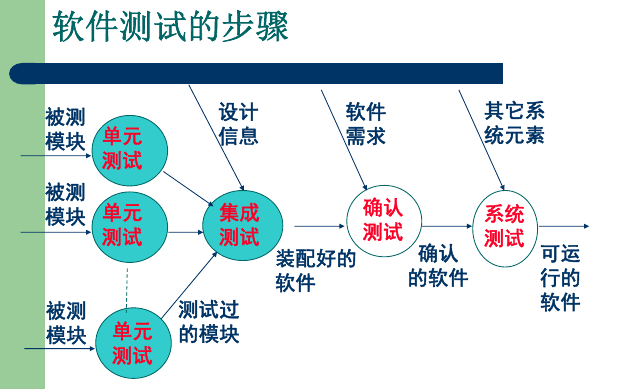 软件测试的步骤
被测
模块
单元
测试
设计
信息
软件
需求
其它系
统元素
被测
模块
单元
测试
集成
测试
确认
测试
系统
测试
装配好的
软件
确认
的软件
可运
行的
软件
被测
模块
单元
测试
测试过
的模块